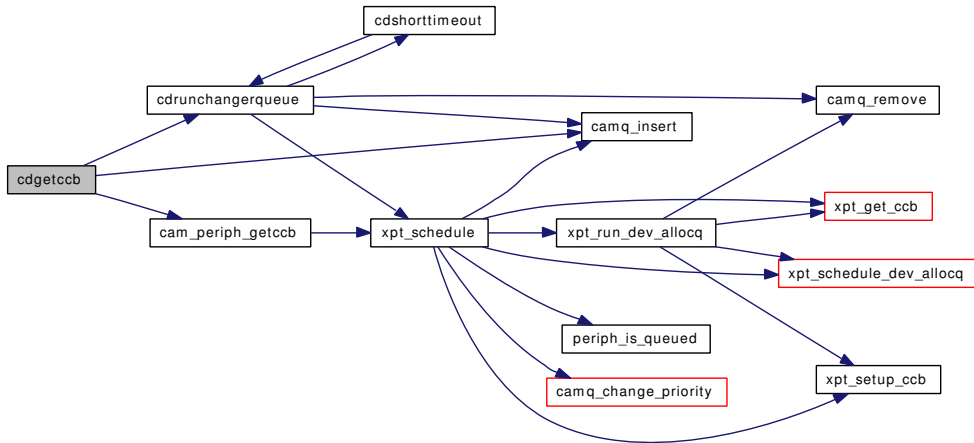 cdshorttimeout
cdrunchangerqueue
camq_remove
camq_insert
cdgetccb
xpt_get_ccb
cam_periph_getccb
xpt_schedule
xpt_run_dev_allocq
xpt_schedule_dev_allocq
periph_is_queued
xpt_setup_ccb
camq_change_priority